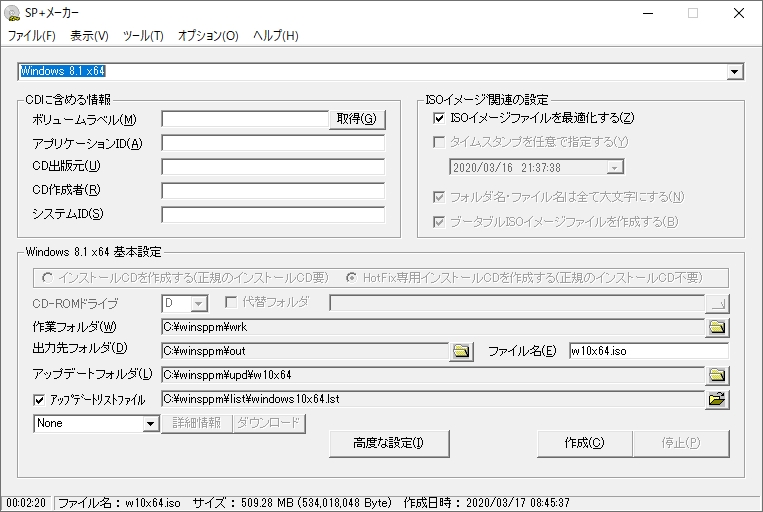 SP+メーカー
ファイル(F) 表示(V) ツール(T) オプション(O) ヘルプ(H)
Windows 8.1 x64
CDに含める情報
ボリュームラベル(M) 取得(G)
アプリケーションID(A)
CD出版元(U)
CD作成者(R)
システムID(S)
ISOイメージ関連の設定
ISOイメージファイルを最適化する(Z)
タイムスタンプを任意で指定する(Y)
2020/03/16 21:37:38
フォルダ名・ファイル名は全て大文字にする(N)
ブータブルISOイメージファイルを作成する(B)
Windows 8.1 x64 基本設定
インストールCDを作成する(正規のインストールCD要) HotFix専用インストールCDを作成する(正規のインストールCD不要)
CD-ROMドライブ D 代替フォルダ
作業フォルダ(W) C:¥winsppm¥wrk
出力先フォルダ(D) C:¥winsppm¥out ファイル名(E) w10x64.iso
アップデートフォルダ(L) C:¥winsppm¥upd¥w10x64
アップデートリストファイル C:¥winsppm¥list¥windows10x64.lst
None 詳細情報 ダウンロード
高度な設定(I) 作成(C) 停止(P)
00:02:20 ファイル名: w10x64.iso サイズ: 509.28 MB (534,018,048 Byte) 作成日時: 2020/03/17 08:45:37